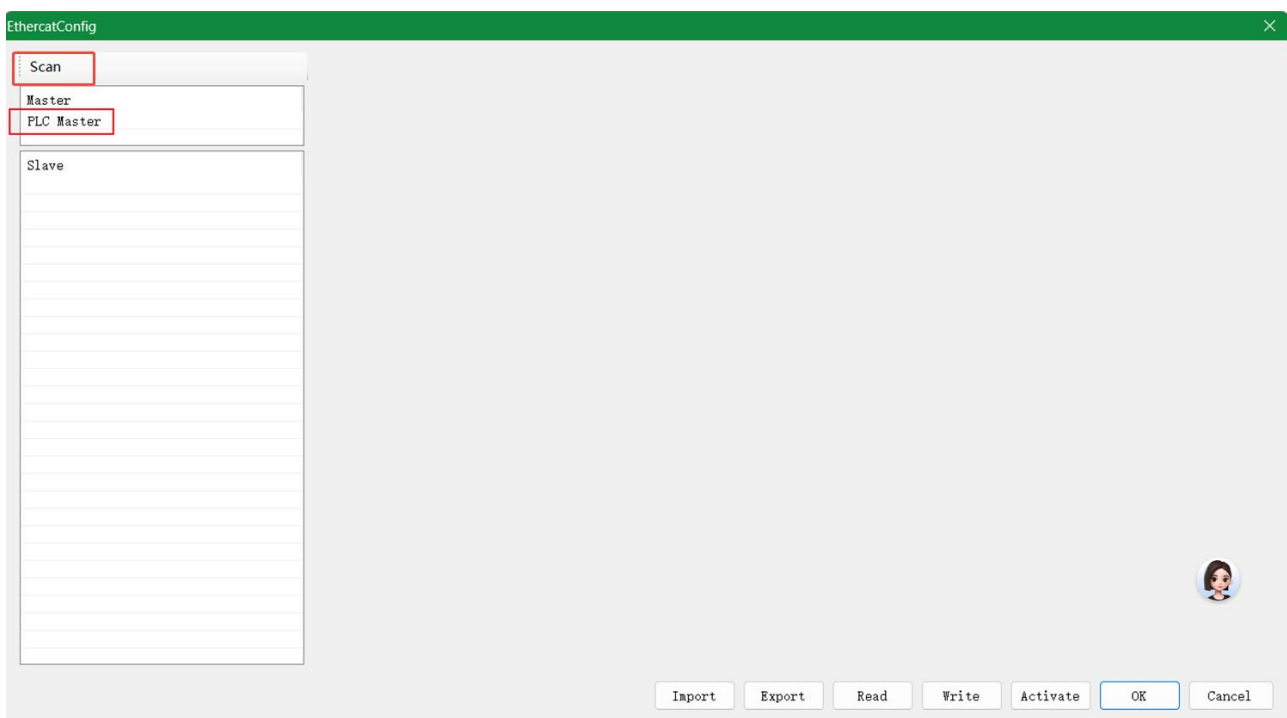 EthercatConfig
Scan
Master
PLC Master
Slave
Import Export Read Write Activate OK Cancel